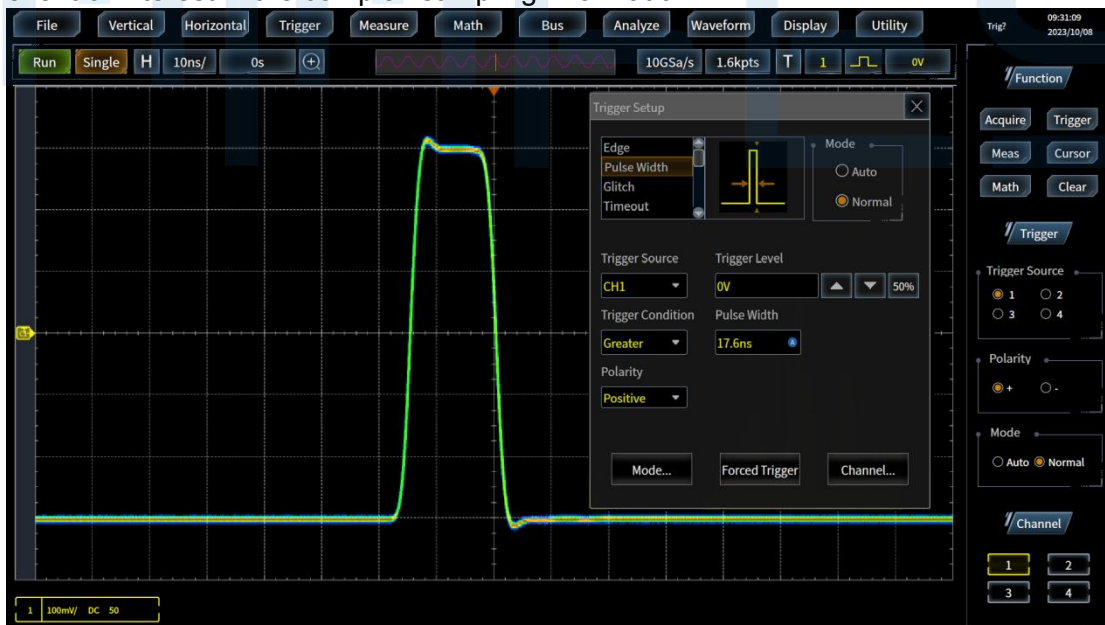 File Vertical Horizontal Trigger Measure Math Bus Analyze Waveform Display Utility Trig? 09:31:09
2023/10/08
Run Single H 10ns/ 0s 10GSa/s 1.6kpts T 1 0V
Function
Acquire Trigger
Meas Cursor
Math Clear
Trigger
Trigger Source
1 2
3 4
Polarity
+ -
Mode
Auto Normal
Channel
1 2
3 4
Trigger Setup
Edge
Pulse Width
Glitch
Timeout
Mode
Auto
Normal
Trigger Source Trigger Level
CH1 0V 50%
Trigger Condition Pulse Width
Greater 17.6ns A
Polarity
Positive
Mode... Forced Trigger Channel...
1 100mV/ DC 50